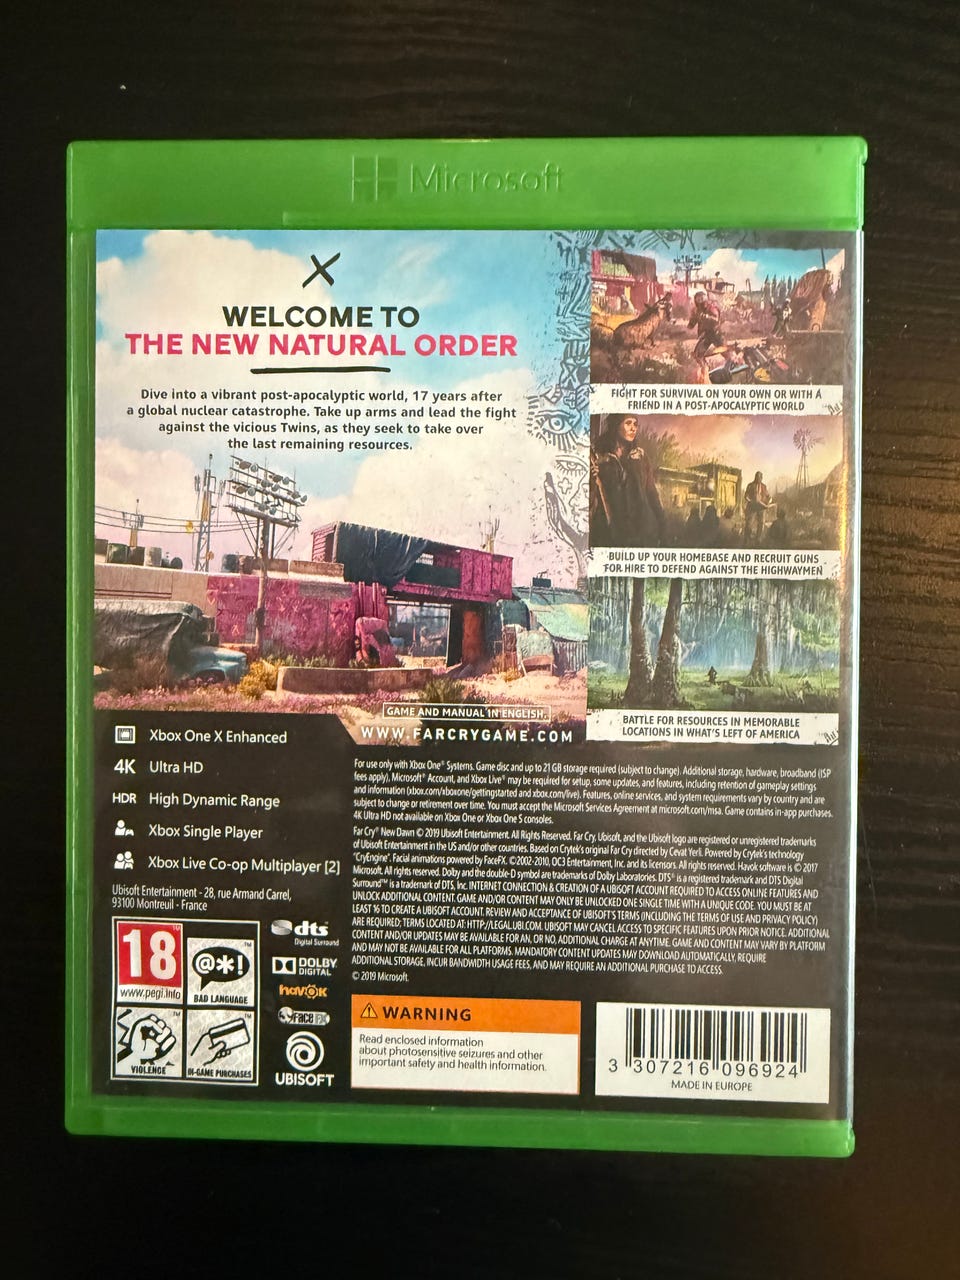 Microsoft
WELCOME TO
THE NEW NATURAL ORDER
Dive into a vibrant post-apocalyptic world, 17 years after
a global nuclear catastrophe. Take up arms and lead the fight
against the vicious Twins, as they seek to take over
the last remaining resources.
FIGHT FOR SURVIVAL ON YOUR OWN OR WITH A
FRIEND IN A POST-APOCALYPTIC WORLD
BUILD UP YOUR HOMEBASE AND RECRUIT GUNS
FOR HIRE TO DEFEND AGAINST THE HIGHWAYMEN
BATTLE FOR RESOURCES IN MEMORABLE
LOCATIONS IN WHAT'S LEFT OF AMERICA
GAME AND MANUAL IN ENGLISH.
WWW.FARCRYGAME.COM
Xbox One X Enhanced
4K Ultra HD
HDR High Dynamic Range
Xbox Single Player
Xbox Live Co-op Multiplayer [2]
Ubisoft Entertainment - 28, rue Armand Carrel,
93100 Montreuil - France
For use only with Xbox One® Systems. Game disc and up to 21 GB storage required (subject to change). Additional storage, hardware, broadband (ISP
fees apply), Microsoft® Account, and Xbox Live® may be required for setup, some updates, and features, including retention of gameplay settings
and information (xbox.com/xboxone/gettingstarted and xbox.com/live). Features, online services, and system requirements vary by country and are
subject to change or retirement over time. You must accept the Microsoft Services Agreement at microsoft.com/msa. Game contains in-app purchases.
4K Ultra HD not available on Xbox One or Xbox One S consoles.
Far Cry® New Dawn © 2019 Ubisoft Entertainment. All Rights Reserved. Far Cry, Ubisoft, and the Ubisoft logo are registered or unregistered trademarks
of Ubisoft Entertainment in the US and/or other countries. Based on Crytek's original Far Cry directed by Cevat Yerli. Powered by Crytek's technology
"CryEngine". Facial animations powered by FaceFX. ©2002-2010, OC3 Entertainment, Inc. and its licensors. All rights reserved. Havok software is © 2017
Microsoft. All rights reserved. Dolby and the double-D symbol are trademarks of Dolby Laboratories. DTS® is a registered trademark and DTS Digital
Surround™ is a trademark of DTS, Inc. INTERNET CONNECTION & CREATION OF A UBISOFT ACCOUNT REQUIRED TO ACCESS ONLINE FEATURES AND
UNLOCK ADDITIONAL CONTENT. GAME AND/OR CONTENT MAY ONLY BE UNLOCKED ONE SINGLE TIME WITH A UNIQUE CODE. YOU MUST BE AT
LEAST 16 TO CREATE A UBISOFT ACCOUNT. REVIEW AND ACCEPTANCE OF UBISOFT'S TERMS (INCLUDING THE TERMS OF USE AND PRIVACY POLICY)
ARE REQUIRED; TERMS LOCATED AT: HTTP://LEGAL.UBI.COM. UBISOFT MAY CANCEL ACCESS TO SPECIFIC FEATURES UPON PRIOR NOTICE. ADDITIONAL
CONTENT AND/OR UPDATES MAY BE AVAILABLE FOR AN, OR NO, ADDITIONAL CHARGE AT ANYTIME. GAME AND CONTENT MAY VARY BY PLATFORM
AND MAY NOT BE AVAILABLE FOR ALL PLATFORMS. MANDATORY CONTENT UPDATES MAY DOWNLOAD AUTOMATICALLY, REQUIRE
ADDITIONAL STORAGE, INCUR BANDWIDTH USAGE FEES, AND MAY REQUIRE AN ADDITIONAL PURCHASE TO ACCESS.
© 2019 Microsoft.
18
www.pegi.info
@*!
BAD LANGUAGE
VIOLENCE
IN-GAME PURCHASES
dts
Digital Surround
DOLBY
DIGITAL
havok
FaceFX
UBISOFT
WARNING
Read enclosed information
about photosensitive seizures and other
important safety and health information.
3 307216 096924
MADE IN EUROPE